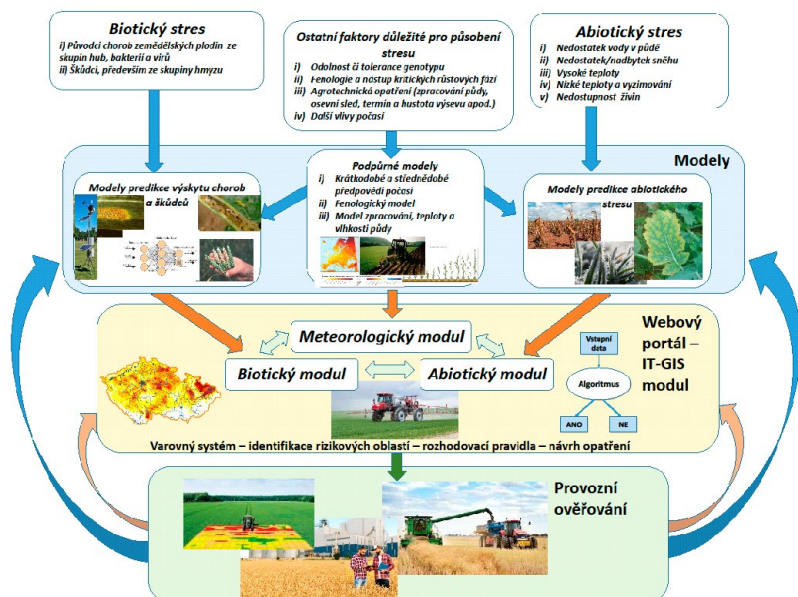 Biotický stres
i) Původci chorob zemědělských plodin ze
skupin hub, bakterií a virů
ii) Škůdci, především ze skupiny hmyzu
Ostatní faktory důležité pro působení
stresu
i) Odolnost či tolerance genotypu
ii) Fenologie a nástup kritických růstových fází
iii) Agrotechnická opatření (zpracování půdy,
osevní sled, termín a hustota výsevu apod.)
iv) Další vlivy počasí
Abiotický stres
i) Nedostatek vody v půdě
ii) Nedostatek/nadbytek sněhu
iii) Vysoké teploty
iv) Nízké teploty a vyzimování
v) Nedostupnost živin
Modely
Modely predikce výskytu chorob
a škůdců
Podpůrné modely
i) Krátkodobé a střednědobé
předpovědi počasí
ii) Fenologický model
iii) Model zpracování, teploty a
vlhkosti půdy
Modely predikce abiotického
stresu
Meteorologický modul
Biotický modul
Abiotický modul
Webový
portál –
IT-GIS
modul
Vstupní
data
Algoritmus
ANO
NE
Varovný systém – identifikace rizikových oblastí – rozhodovací pravidla – návrh opatření
Provozní
ověřování